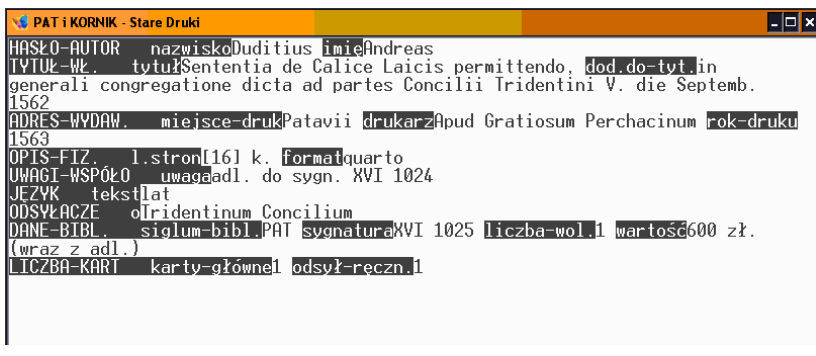 PAT i KORNIK - Stare Druki
HASŁO-AUTOR nazwiskoDuditius imięAndreas
TYTUŁ-WŁ. tytułSententia de Calice Laicis permittendo, dod.do-tyt.in
generali congregatione dicta ad partes Concilii Tridentini V. die Septemb.
1562
ADRES-WYDAW. miejsce-drukPatavii drukarzApud Gratiosum Perchacinum rok-druku
1563
OPIS-FIZ. l.stron[16] k. formatquarto
UWAGI-WSPÓŁO uwagaadl. do sygn. XVI 1024
JĘZYK tekstlat
ODSYŁACZE oTridentinum Concilium
DANE-BIBL. siglum-bibl.PAT sygnaturaXVI 1025 liczba-wol.1 wartość600 zł.
(wraz z adl.)
LICZBA-KART karty-główne1 odsył-ręczn.1